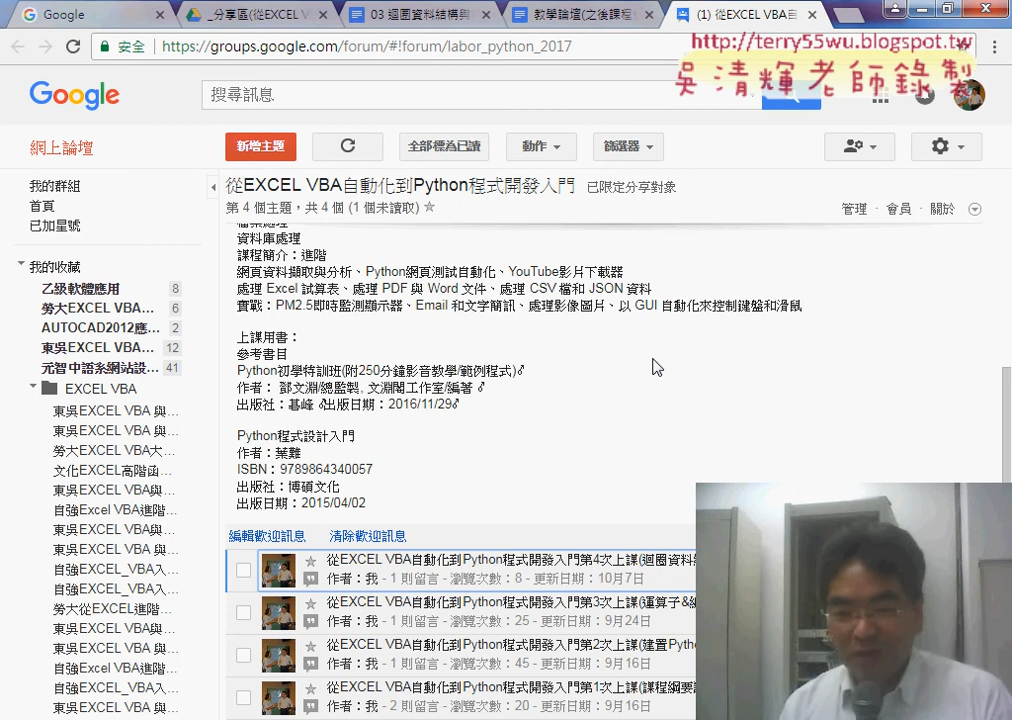 Google
_分享區(從EXCEL V
03 迴圈資料結構與
教學論壇(之後課程
(1) 從EXCEL VBA自
安全
https://groups.google.com/forum/#!forum/labor_python_2017
http://terry55wu.blogspot.tw
吳清輝老師錄製
Google
搜尋訊息
網上論壇
新增主題
全部標為已讀
動作
篩選器
我的群組
首頁
已加星號
從EXCEL VBA自動化到Python程式開發入門 已限定分享對象
第 4 個主題，共 4 個 (1 個未讀取)
管理 · 會員 · 關於
我的收藏
乙級軟體應用 8
勞大EXCEL VBA... 6
AUTOCAD2012應... 2
東吳EXCEL VBA... 12
元智中語系網站設... 41
EXCEL VBA
東吳EXCEL VBA 與...
東吳EXCEL VBA 與...
勞大EXCEL VBA大...
文化EXCEL高階函...
東吳EXCEL VBA與...
自強Excel VBA進階...
東吳EXCEL VBA與...
東吳EXCEL VBA與...
自強EXCEL_VBA入...
自強EXCEL_VBA入...
勞大從EXCEL進階...
東吳EXCEL VBA與...
東吳EXCEL VBA與...
自強Excel VBA進階...
自強EXCEL_VBA入...
東吳EXCEL VBA與...
檔案處理
資料庫處理
課程簡介：進階
網頁資料擷取與分析、Python網頁測試自動化、YouTube影片下載器
處理 Excel 試算表、處理 PDF 與 Word 文件、處理 CSV 檔和 JSON 資料
實戰：PM2.5即時監測顯示器、Email 和文字簡訊、處理影像圖片、以 GUI 自動化來控制鍵盤和滑鼠
上課用書：
參考書目
Python初學特訓班(附250分鐘影音教學/範例程式)
作者： 鄧文淵/總監製, 文淵閣工作室/編著
出版社：碁峰 出版日期：2016/11/29
Python程式設計入門
作者：葉難
ISBN：9789864340057
出版社：博碩文化
出版日期：2015/04/02
編輯歡迎訊息 清除歡迎訊息
從EXCEL VBA自動化到Python程式開發入門第4次上課(迴圈資料
作者：我 - 1 則留言 - 瀏覽次數：8 - 更新日期：10月7日
從EXCEL VBA自動化到Python程式開發入門第3次上課(運算子&
作者：我 - 1 則留言 - 瀏覽次數：25 - 更新日期：9月24日
從EXCEL VBA自動化到Python程式開發入門第2次上課(建置Pytho
作者：我 - 1 則留言 - 瀏覽次數：45 - 更新日期：9月16日
從EXCEL VBA自動化到Python程式開發入門第1次上課(課程綱要
作者：我 - 2 則留言 - 瀏覽次數：20 - 更新日期：9月16日